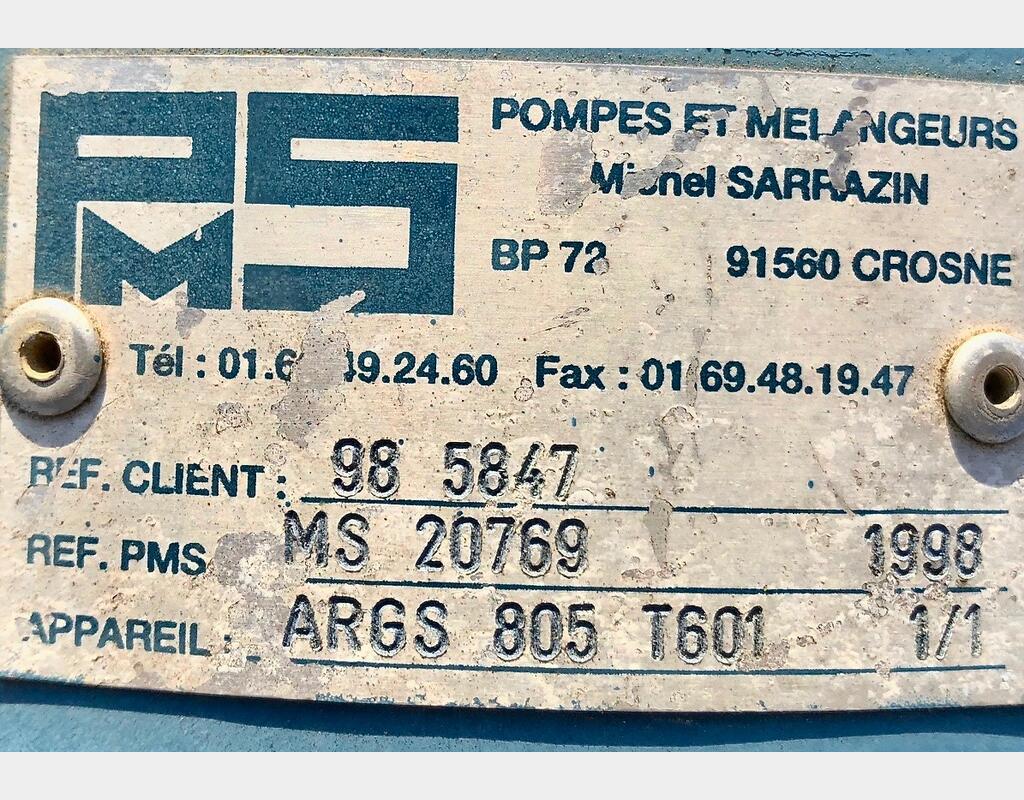 PMS
POMPES ET MELANGEURS
Michel SARRAZIN
BP 72 91560 CROSNE
Tél : Fax : 01 69.48.19.47
REF. CLIENT : 98 5847
REF. PMS MS 20769 1998
APPAREIL : ARGS 805 T601 1/1